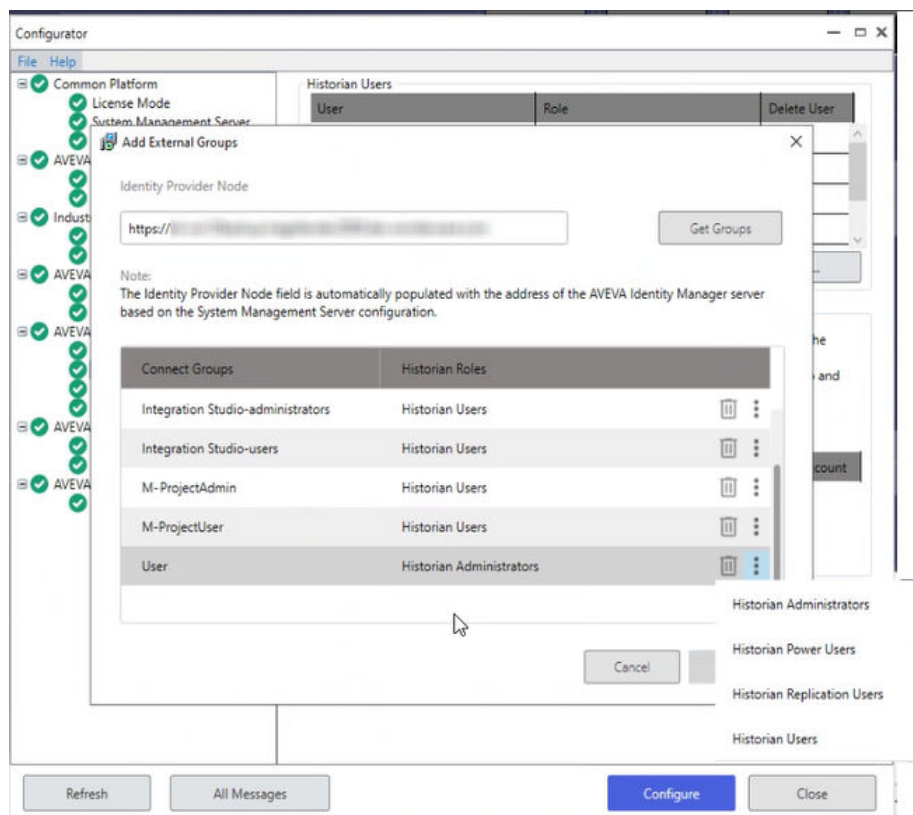 Configurator
File Help
Common Platform
License Mode
System Management Server
AVEVA
Indust
AVEVA
AVEVA
AVEVA
AVEVA
Historian Users
User Role Delete User
...
he
and
count
Add External Groups
Identity Provider Node
https://
Get Groups
Note:
The Identity Provider Node field is automatically populated with the address of the AVEVA Identity Manager server
based on the System Management Server configuration.
Connect Groups Historian Roles
Integration Studio-administrators Historian Users
Integration Studio-users Historian Users
M-ProjectAdmin Historian Users
M-ProjectUser Historian Users
User Historian Administrators
Historian Administrators
Historian Power Users
Historian Replication Users
Historian Users
Cancel
Refresh All Messages Configure Close